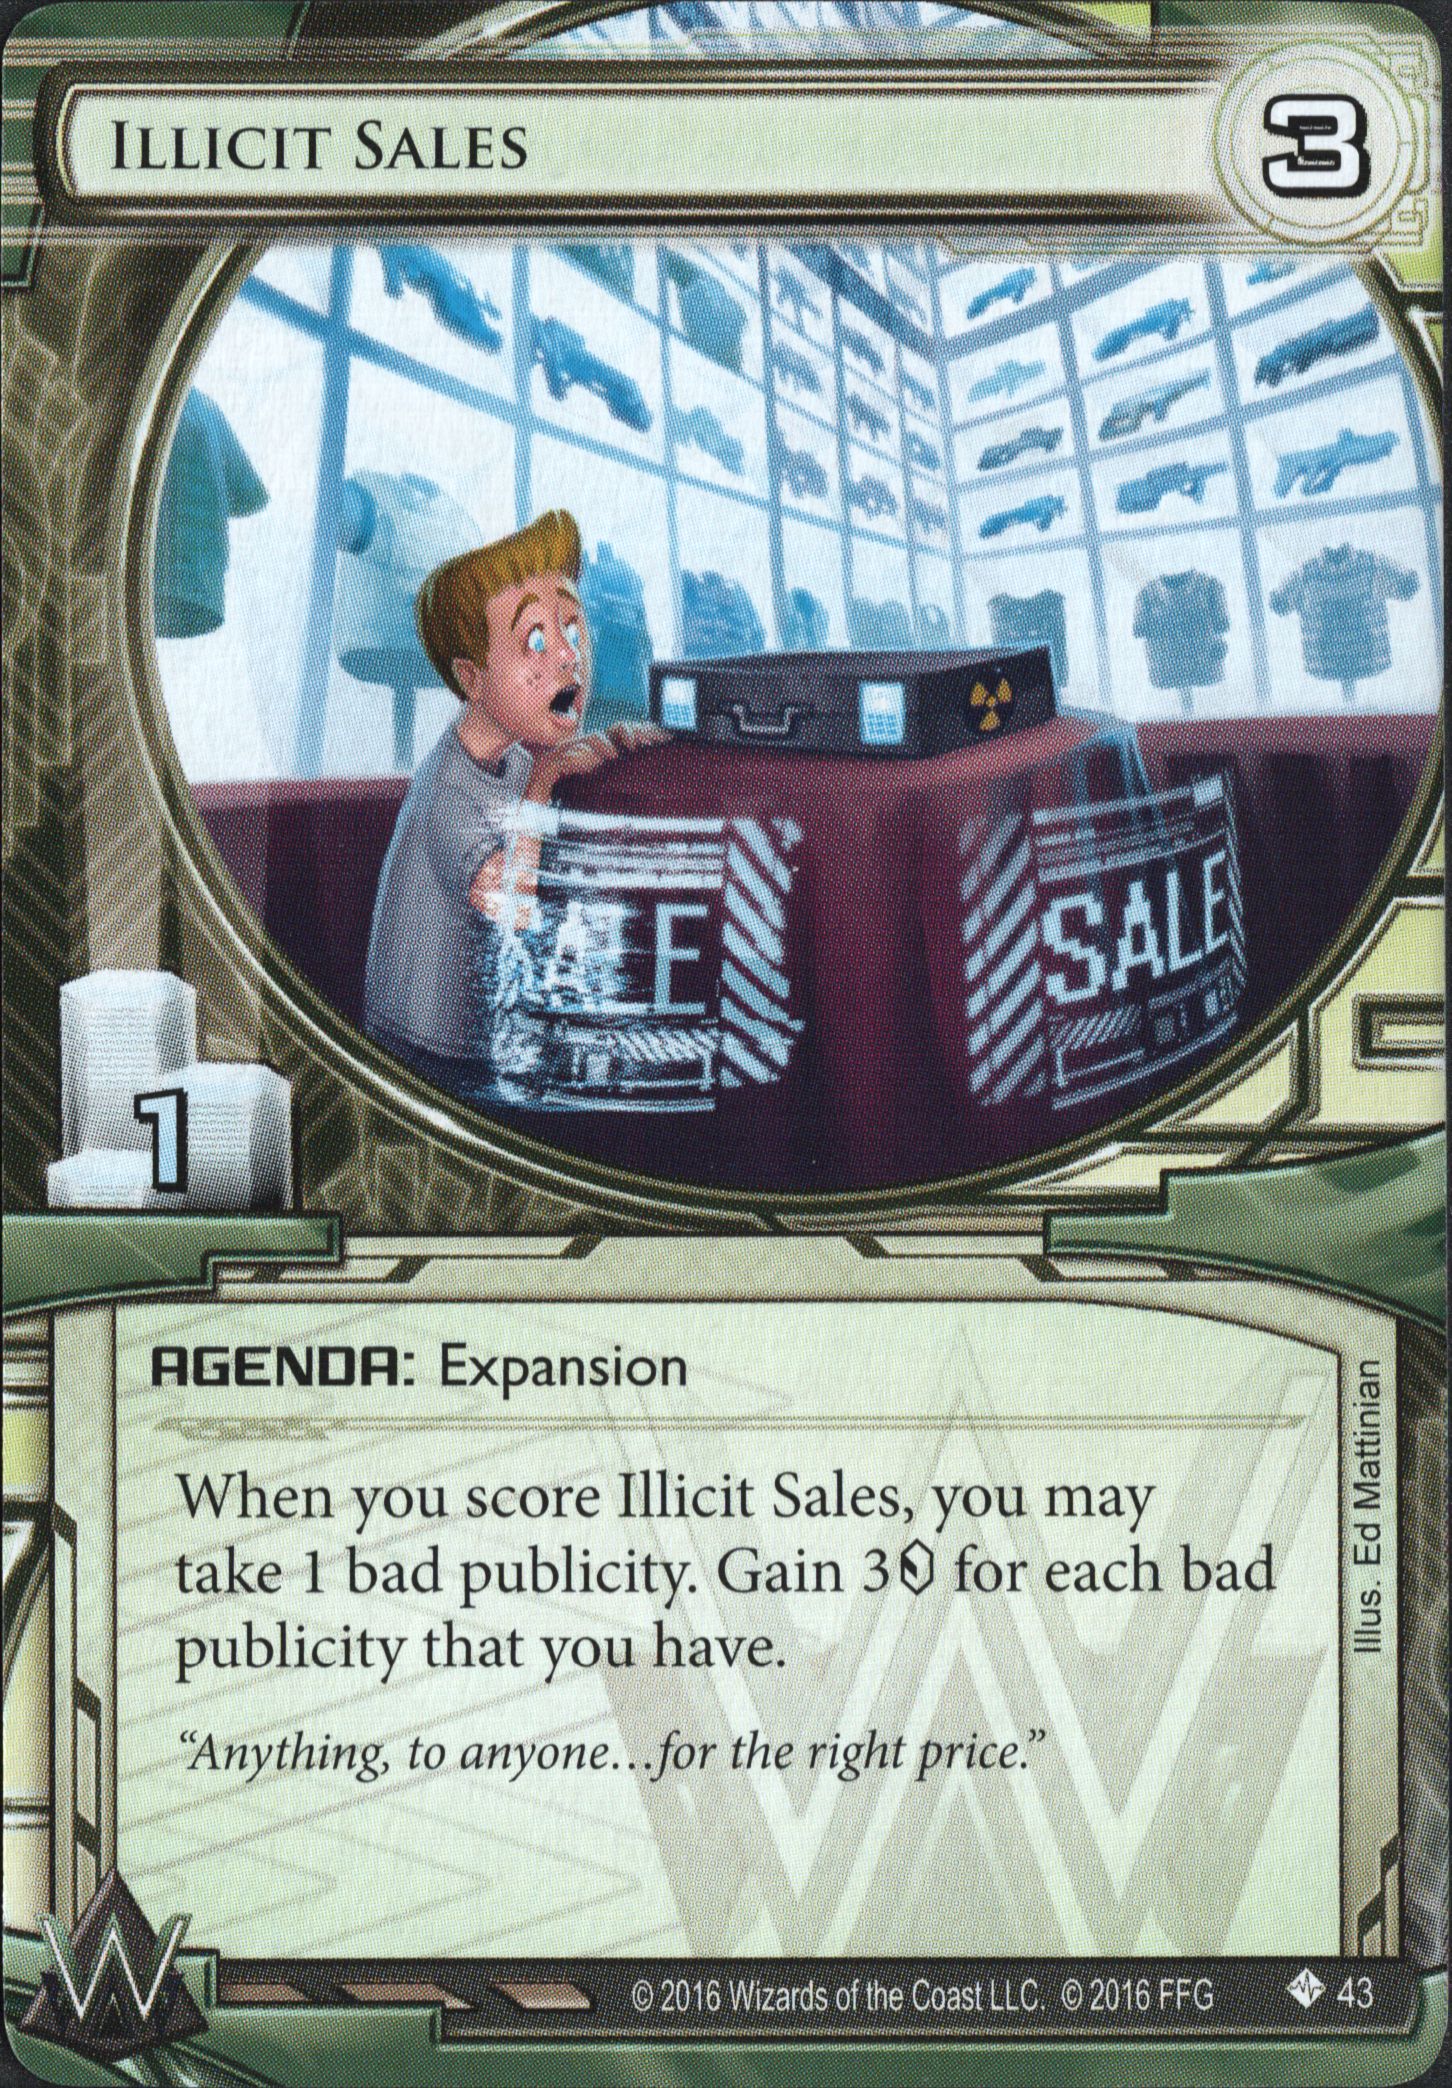 ILLICIT SALES
3
ALE
SALE
1
AGENDA: Expansion
When you score Illicit Sales, you may
take 1 bad publicity. Gain 3 for each bad
publicity that you have.
“Anything, to anyone…for the right price.”
Illus. Ed Mattinian
W
© 2016 Wizards of the Coast LLC. © 2016 FFG
43